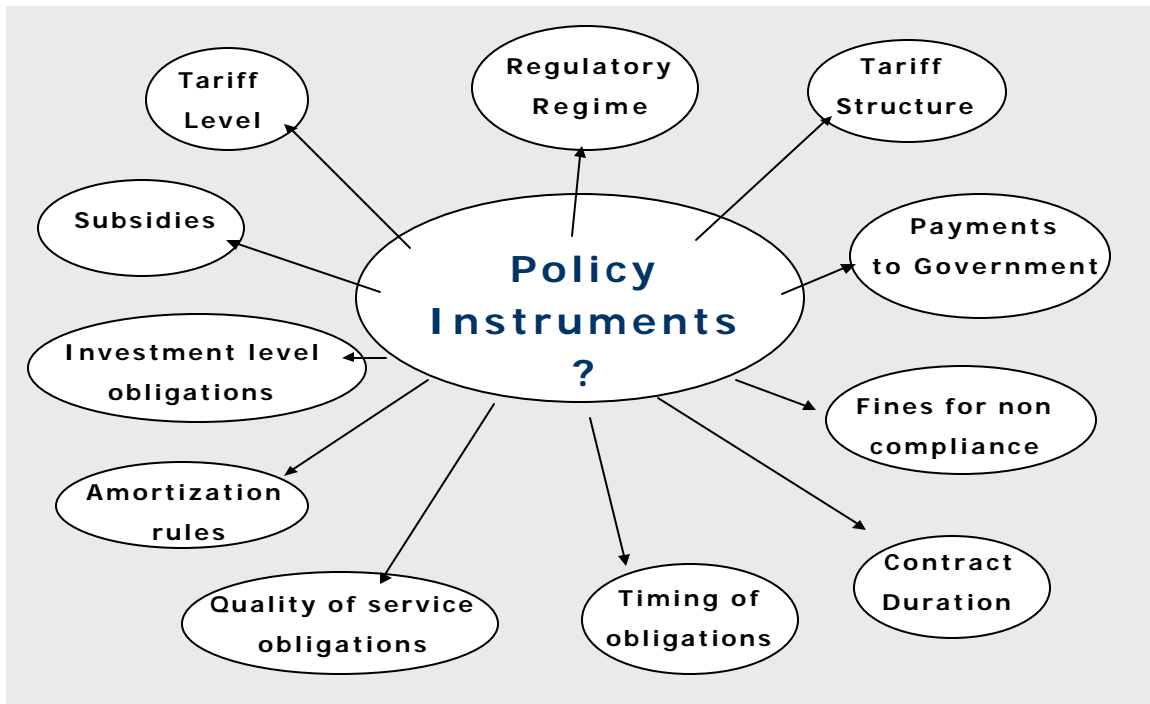 Tariff
Level
Regulatory
Regime
Tariff
Structure
Subsidies
Payments
to Government
Policy
Instruments
?
Investment level
obligations
Fines for non
compliance
Amortization
rules
Contract
Duration
Quality of service
obligations
Timing of
obligations